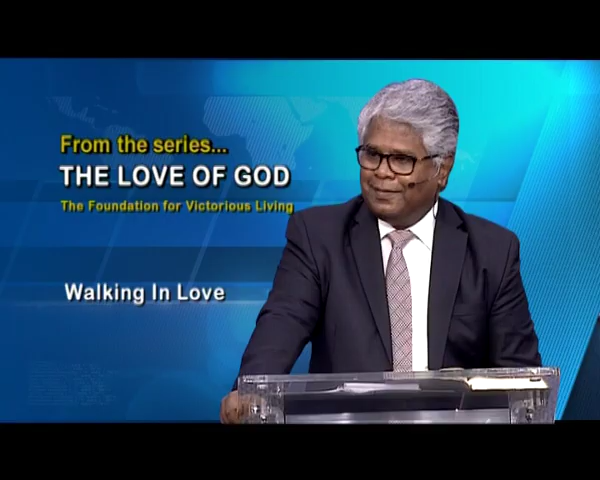 From the series...
THE LOVE OF GOD
The Foundation for Victorious Living
Walking In Love